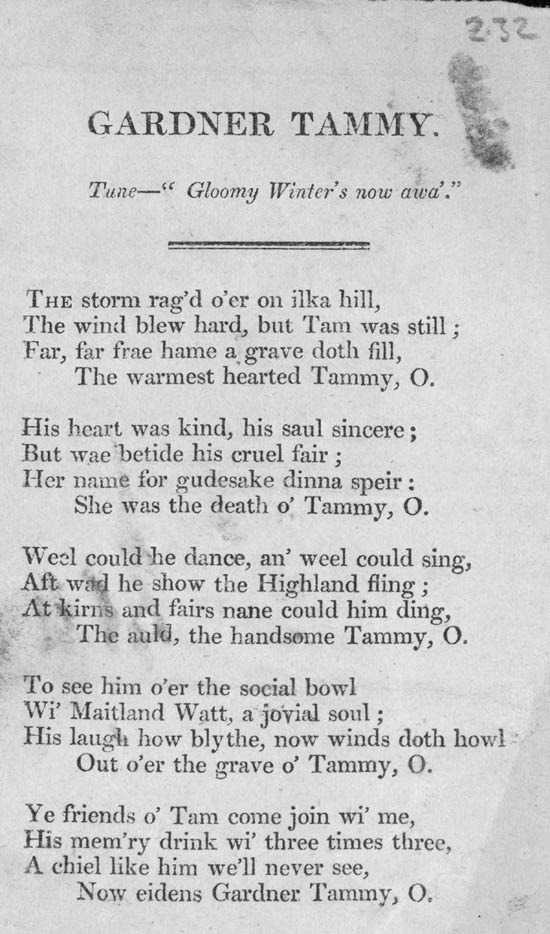 2.32
GARDNER TAMMY.
Tune—“ Gloomy Winter's now awa'.”
THE storm rag'd o'er on ilka hill,
The wind blew hard, but Tam was still ;
Far, far frae hame a grave doth fill,
The warmest hearted Tammy, O.
His heart was kind, his saul sincere ;
But wae betide his cruel fair ;
Her name for gudesake dinna speir :
She was the death o' Tammy, O.
Weel could he dance, an' weel could sing,
Aft wad he show the Highland fling ;
At kirns and fairs nane could him ding,
The auld, the handsome Tammy, O.
To see him o'er the social bowl
Wi' Maitland Watt, a jovial soul ;
His laugh how blythe, now winds doth howl
Out o'er the grave o' Tammy, O.
Ye friends o' Tam come join wi' me,
His mem'ry drink wi' three times three,
A chiel like him we'll never see,
Now eidens Gardner Tammy, O.